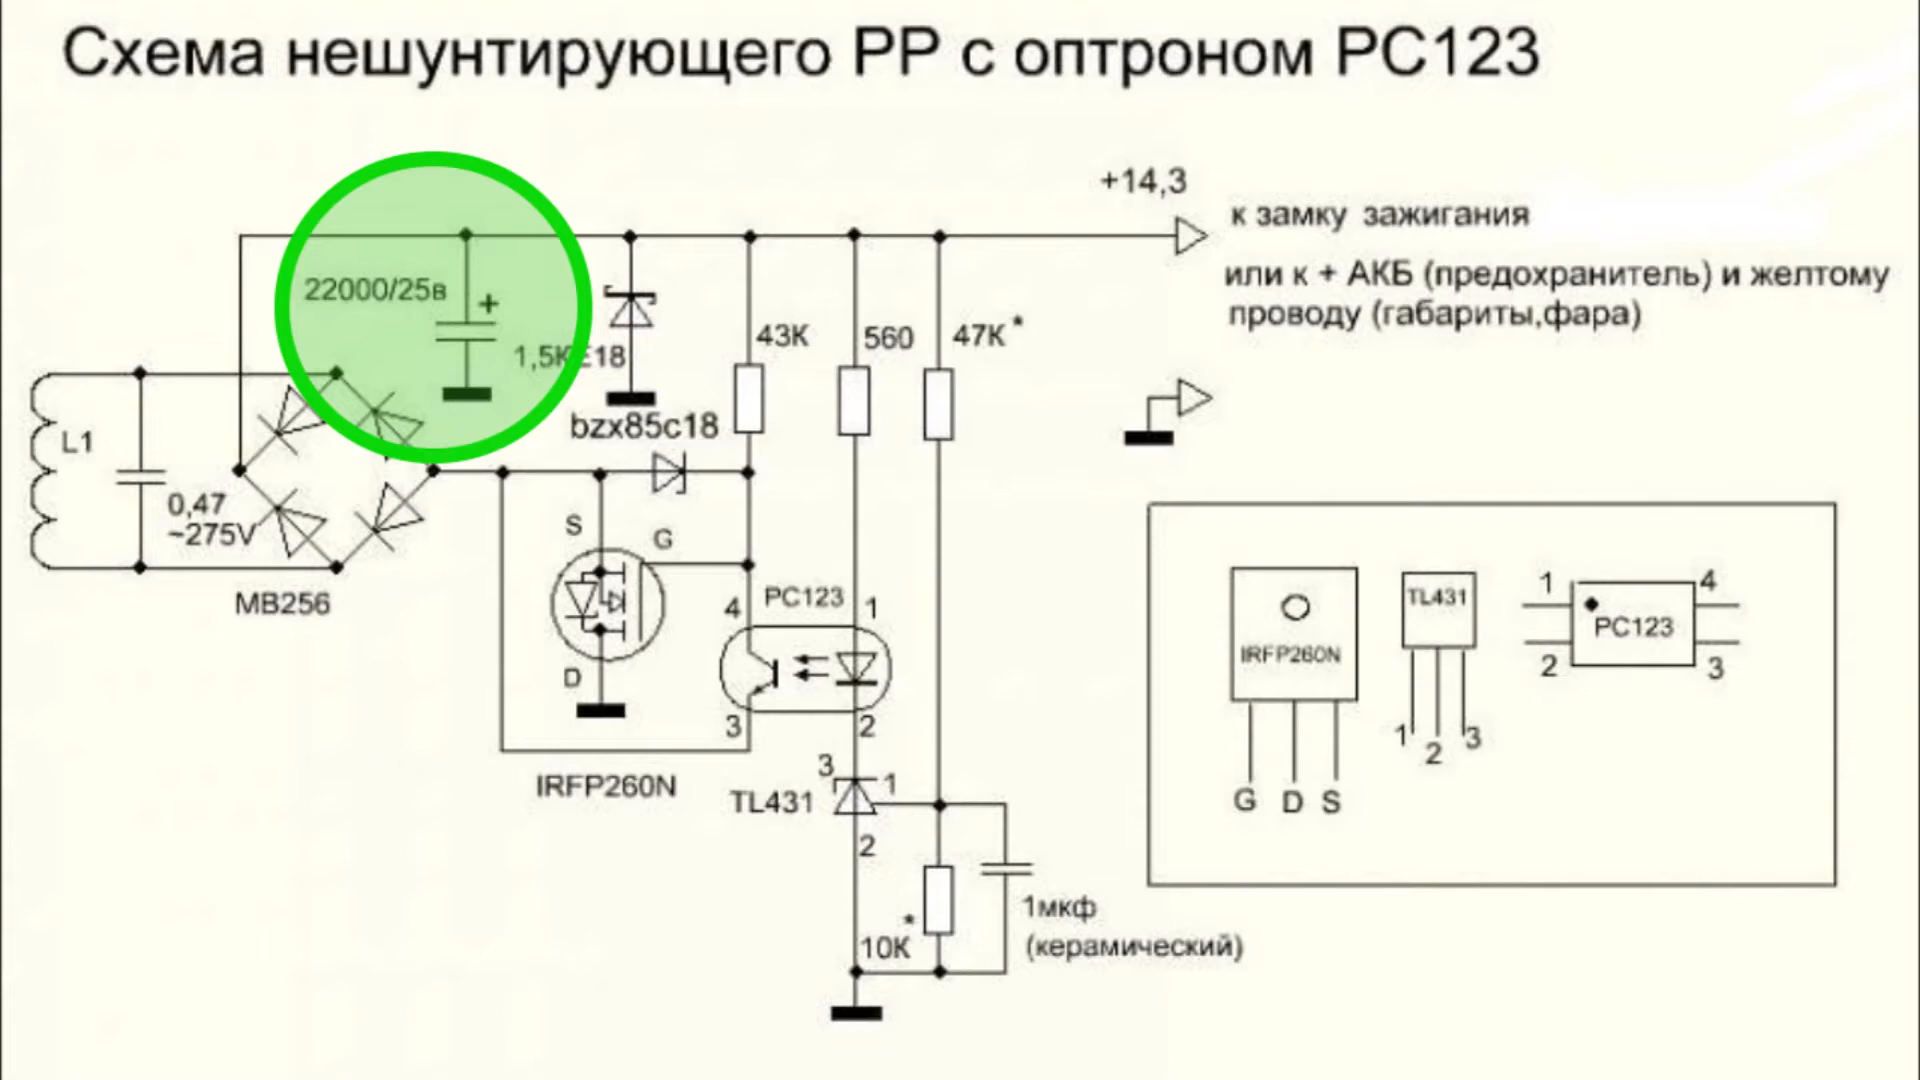 Схема нешунтирующего РР с оптроном PC123
+14,3
к замку зажигания
или к + АКБ (предохранитель) и желтому
проводу (габариты,фара)
22000/25в
+
1,5KE18
43К
560
47К*
bzx85c18
L1
0,47
~275V
MB256
S
G
D
IRFP260N
4
PC123
1
3
2
3
1
TL431
2
*
10К
1мкф
(керамический)
IRFP260N
G D S
TL431
1 2 3
1
4
PC123
2
3